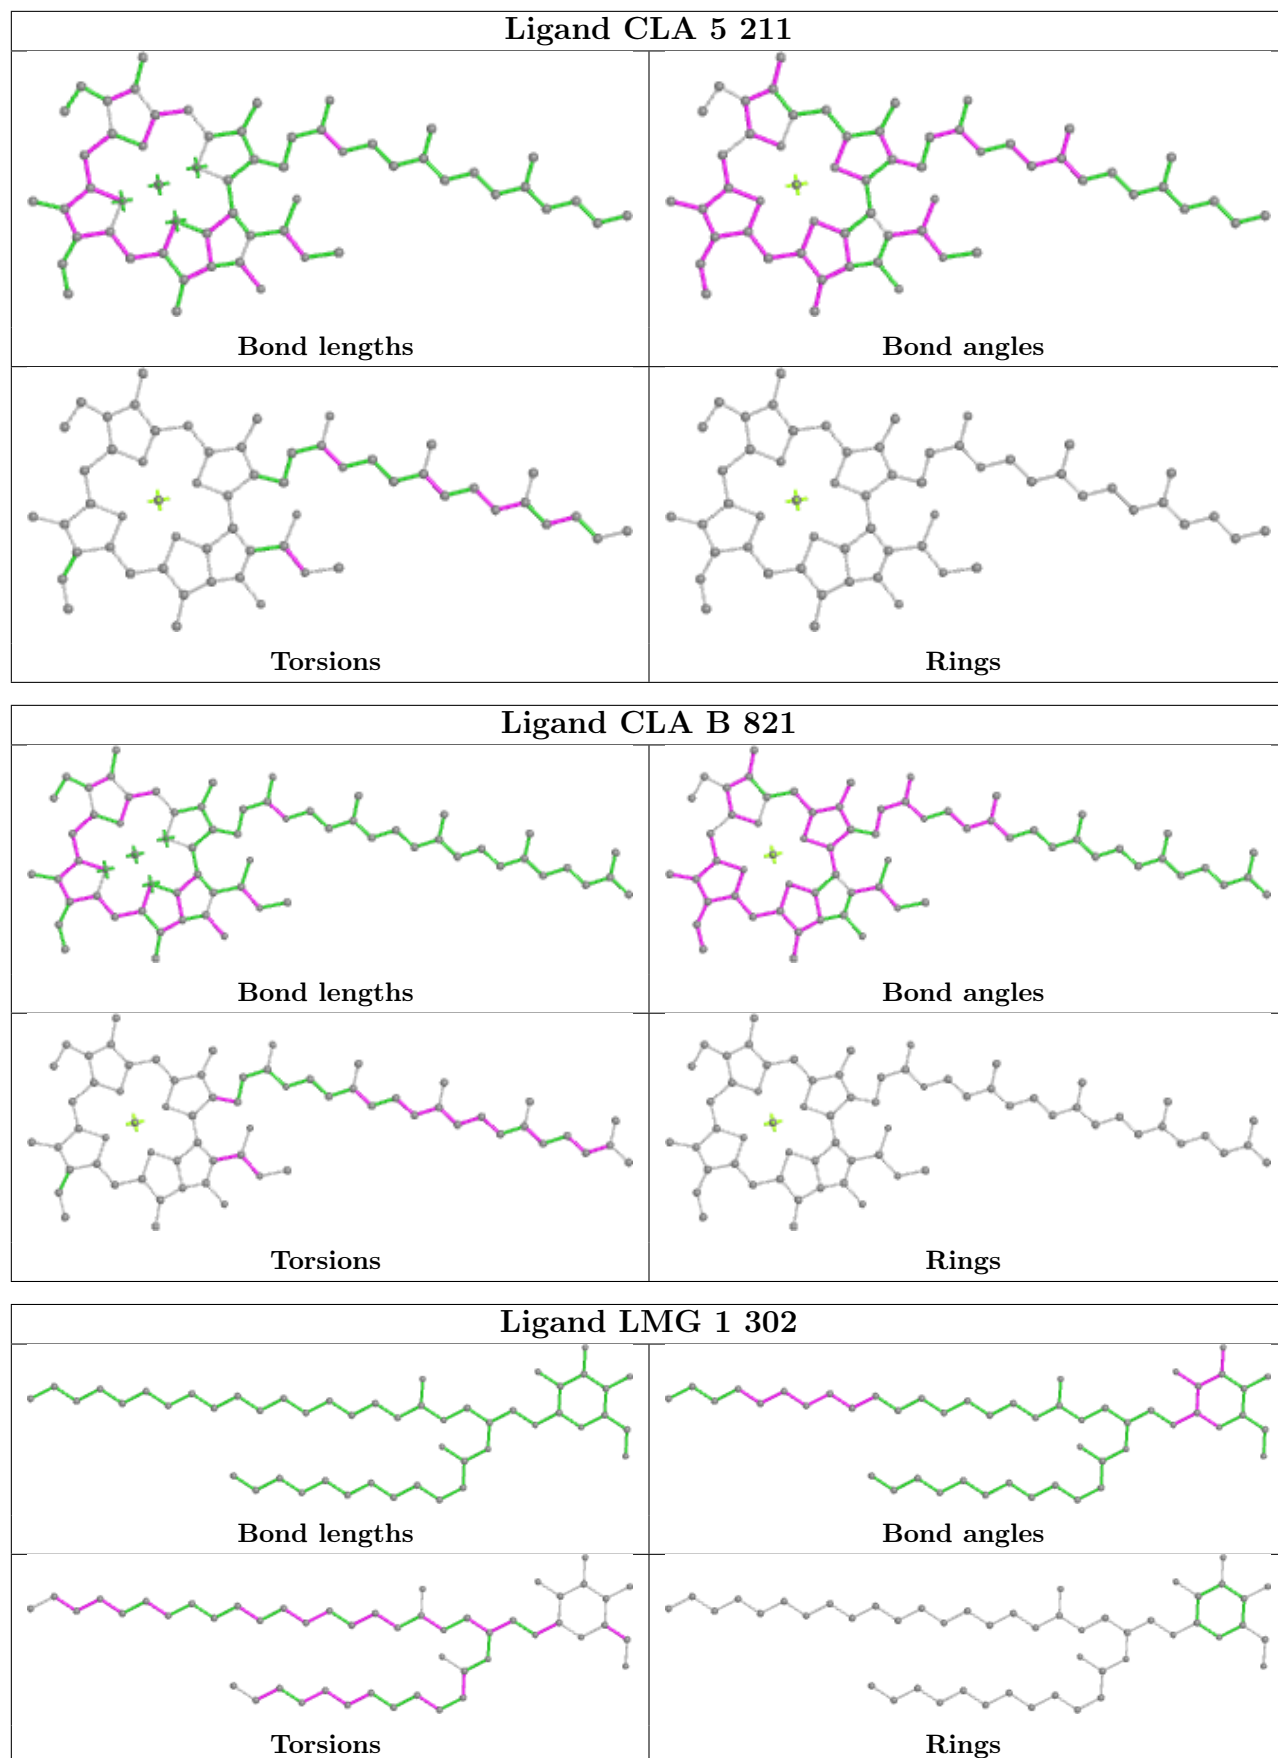 Ligand CLA 5 211
Bond lengths
Bond angles
Torsions
Rings
Ligand CLA B 821
Bond lengths
Bond angles
Torsions
Rings
Ligand LMG 1 302
Bond lengths
Bond angles
Torsions
Rings